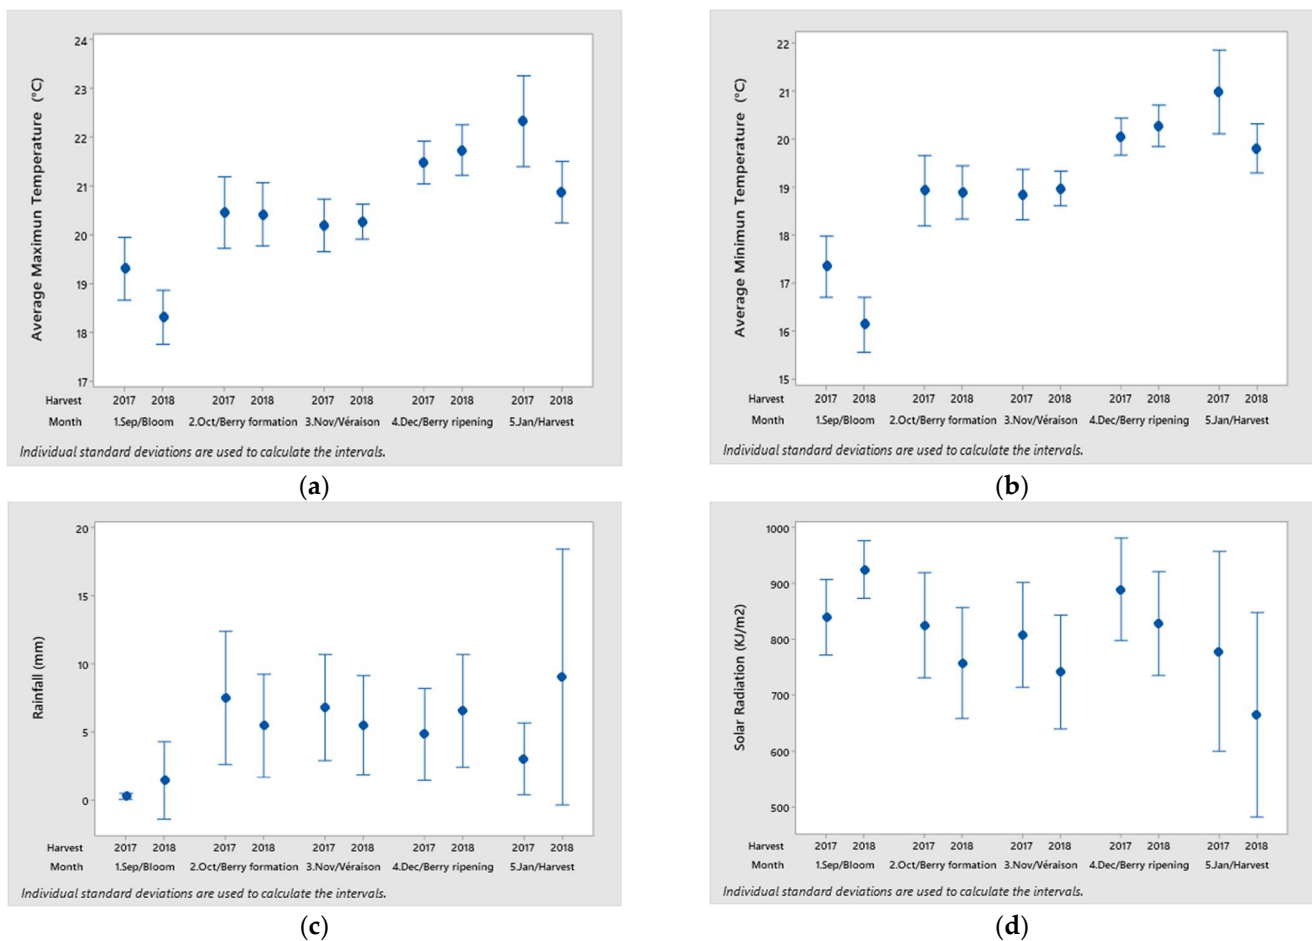 24
23
22
21
20
19
18
17
Average Maximun Temperature (°C)
Harvest 2017 2018 2017 2018 2017 2018 2017 2018 2017 2018
Month 1.Sep/Bloom 2.Oct/Berry formation 3.Nov/Véraison 4.Dec/Berry ripening 5.Jan/Harvest
Individual standard deviations are used to calculate the intervals.
(a)
22
21
20
19
18
17
16
15
Average Minimun Temperature (°C)
Harvest 2017 2018 2017 2018 2017 2018 2017 2018 2017 2018
Month 1.Sep/Bloom 2.Oct/Berry formation 3.Nov/Véraison 4.Dec/Berry ripening 5.Jan/Harvest
Individual standard deviations are used to calculate the intervals.
(b)
20
15
10
5
0
Rainfall (mm)
Harvest 2017 2018 2017 2018 2017 2018 2017 2018 2017 2018
Month 1.Sep/Bloom 2.Oct/Berry formation 3.Nov/Véraison 4.Dec/Berry ripening 5.Jan/Harvest
Individual standard deviations are used to calculate the intervals.
(c)
1000
900
800
700
600
500
Solar Radiation (KJ/m2)
Harvest 2017 2018 2017 2018 2017 2018 2017 2018 2017 2018
Month 1.Sep/Bloom 2.Oct/Berry formation 3.Nov/Véraison 4.Dec/Berry ripening 5.Jan/Harvest
Individual standard deviations are used to calculate the intervals.
(d)